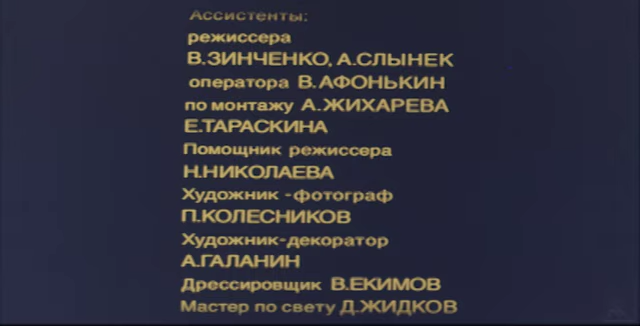 Ассистенты:
режиссера
В.ЗИНЧЕНКО, А.СЛЫНЕК
оператора В.АФОНЬКИН
по монтажу А.ЖИХАРЕВА
Е.ТАРАСКИНА
Помощник режиссера
Н.НИКОЛАЕВА
Художник -фотограф
П.КОЛЕСНИКОВ
Художник-декоратор
А.ГАЛАНИН
Дрессировщик В.ЕКИМОВ
Мастер по свету Д.ЖИДКОВ